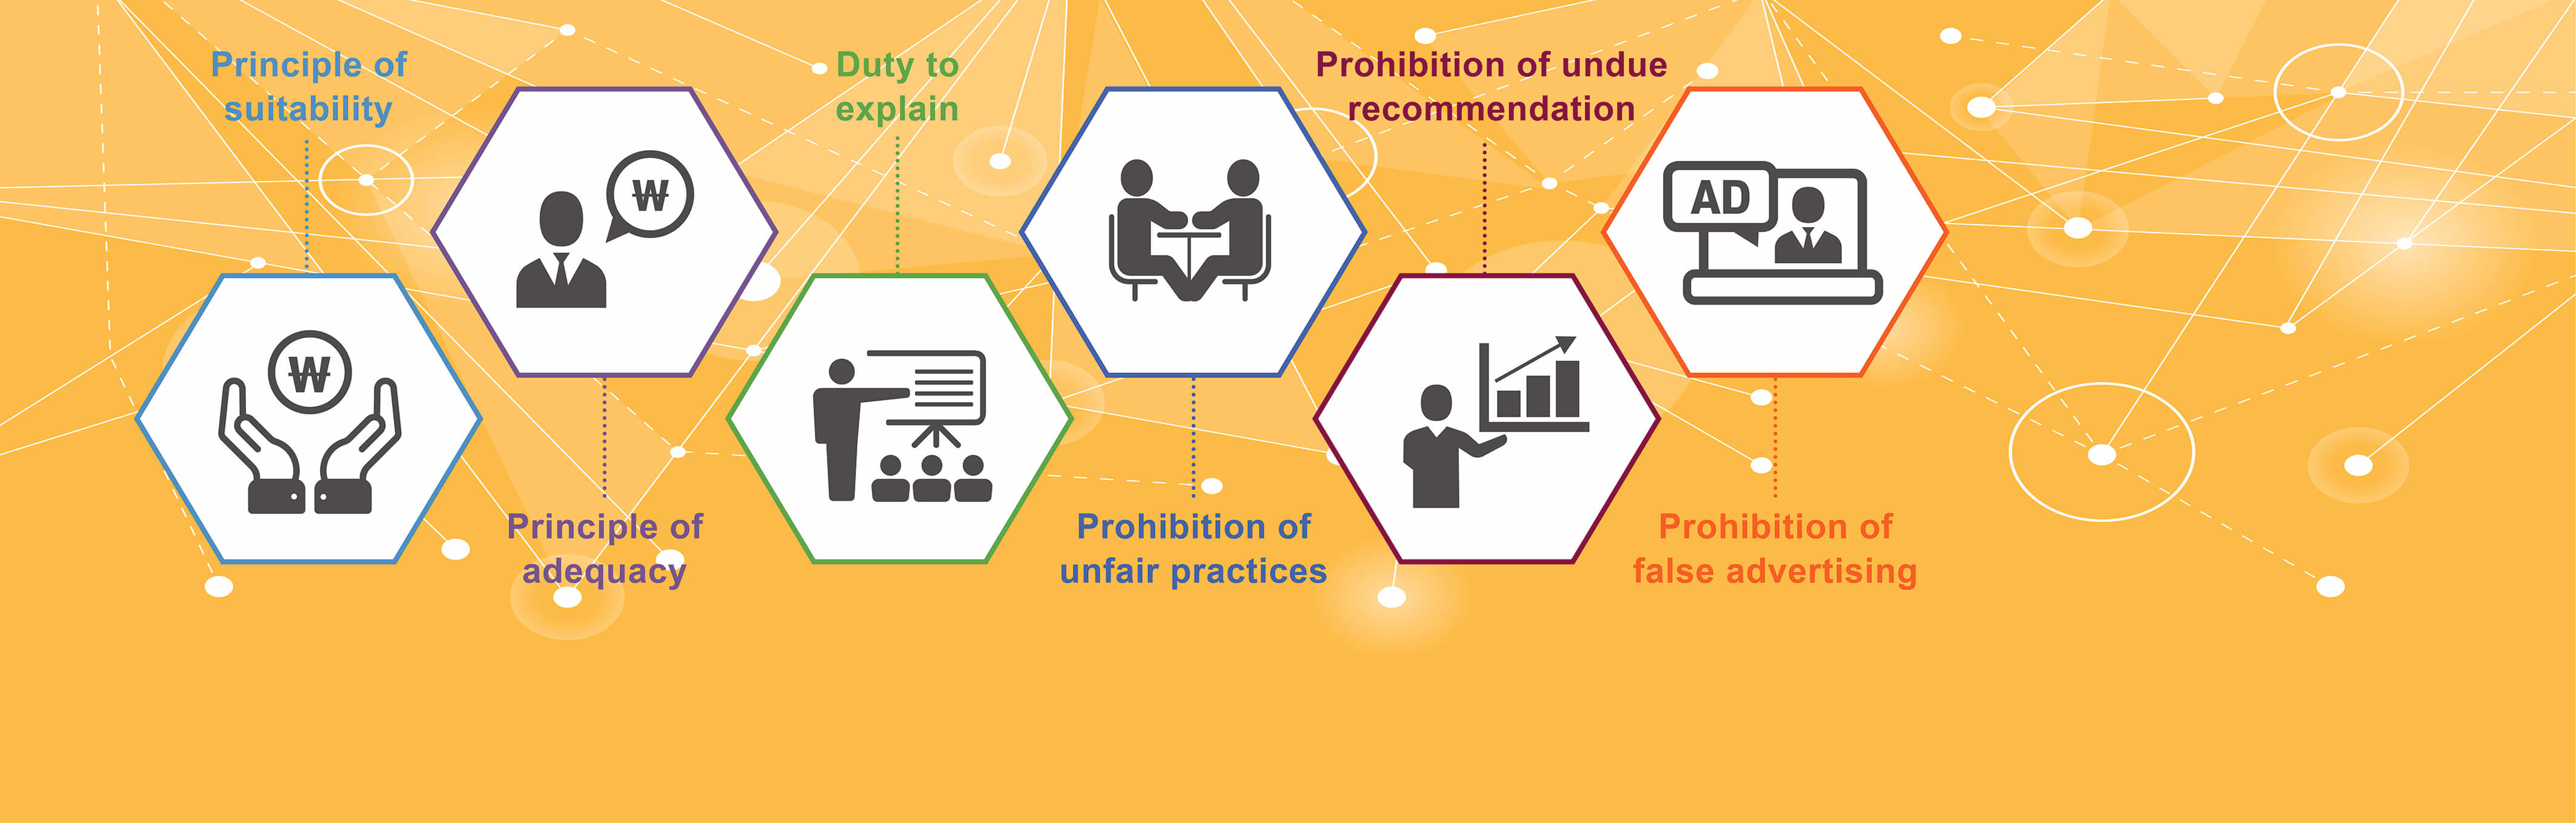 Principle of
suitability
₩
₩
Principle of
adequacy
Duty to
explain
Prohibition of
unfair practices
Prohibition of undue
recommendation
AD
Prohibition of
false advertising